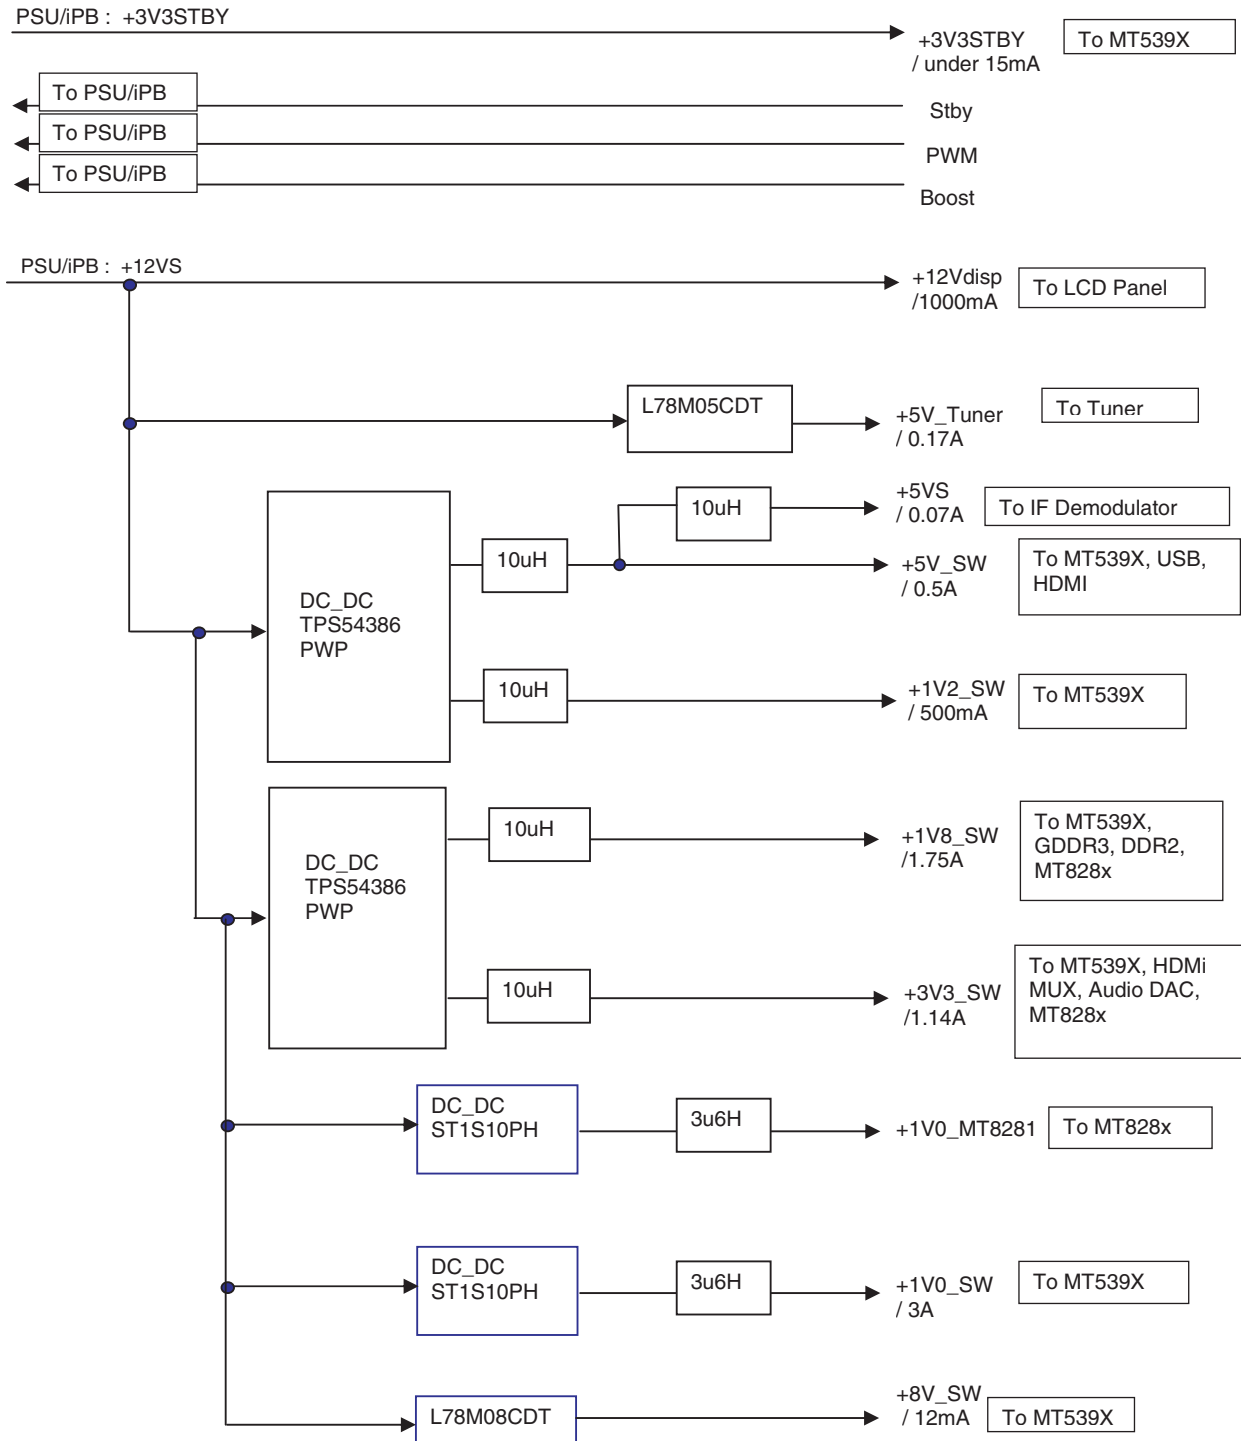 PSU/iPB : +3V3STBY
+3V3STBY
/ under 15mA
To MT539X
To PSU/iPB
Stby
To PSU/iPB
PWM
To PSU/iPB
Boost
PSU/iPB : +12VS
+12Vdisp
/1000mA
To LCD Panel
L78M05CDT
+5V_Tuner
/ 0.17A
To Tuner
10uH
+5VS
/ 0.07A
To IF Demodulator
10uH
+5V_SW
/ 0.5A
To MT539X, USB,
HDMI
DC_DC
TPS54386
PWP
10uH
+1V2_SW
/ 500mA
To MT539X
10uH
+1V8_SW
/1.75A
To MT539X,
GDDR3, DDR2,
MT828x
DC_DC
TPS54386
PWP
10uH
+3V3_SW
/1.14A
To MT539X, HDMi
MUX, Audio DAC,
MT828x
DC_DC
ST1S10PH
3u6H
+1V0_MT8281
To MT828x
DC_DC
ST1S10PH
3u6H
+1V0_SW
/ 3A
To MT539X
L78M08CDT
+8V_SW
/ 12mA
To MT539X